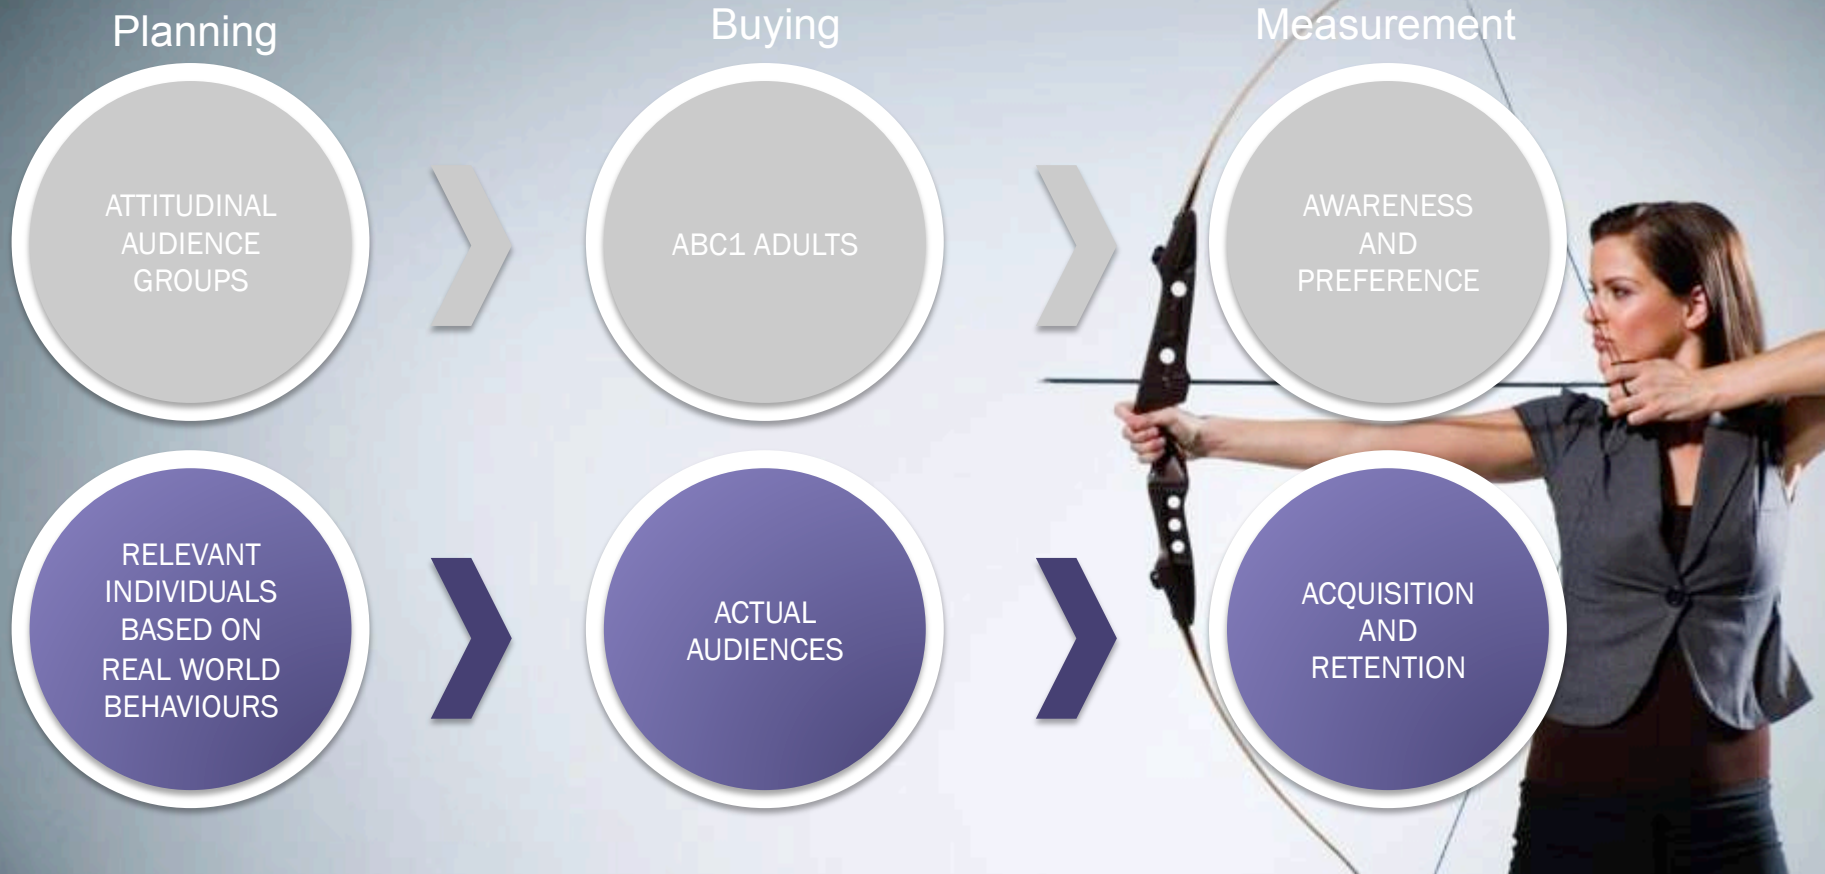 Planning
Buying
Measurement
ATTITUDINAL
AUDIENCE
GROUPS
ABC1 ADULTS
AWARENESS
AND
PREFERENCE
RELEVANT
INDIVIDUALS
BASED ON
REAL WORLD
BEHAVIOURS
ACTUAL
AUDIENCES
ACQUISITION
AND
RETENTION